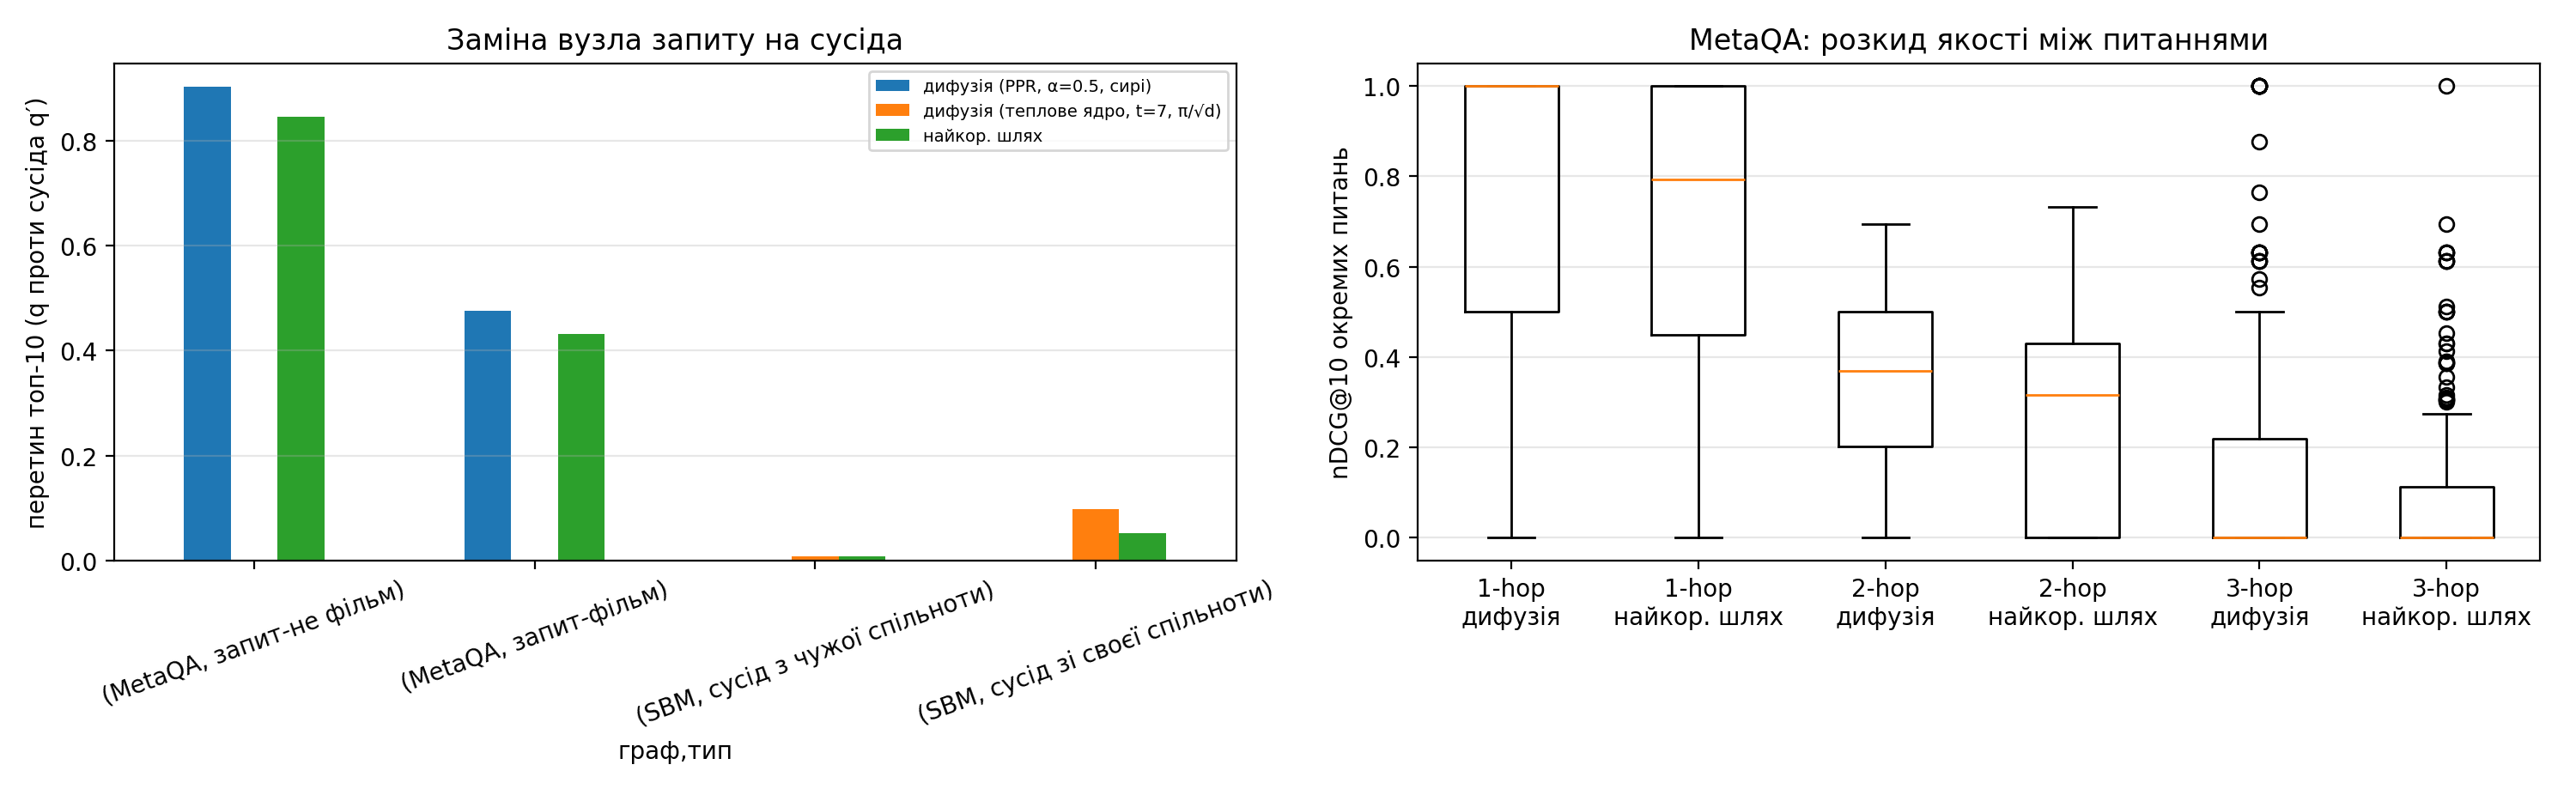 Заміна вузла запиту на сусіда
перетин топ-10 (q проти сусіда q′)
0.8
0.6
0.4
0.2
0.0
дифузія (PPR, α=0.5, сирі)
дифузія (теплове ядро, t=7, π/√d)
найкор. шлях
(MetaQA, запит-не фільм)
(MetaQA, запит-фільм)
(SBM, сусід з чужої спільноти)
(SBM, сусід зі своєї спільноти)
граф,тип
MetaQA: розкид якості між питаннями
nDCG@10 окремих питань
1.0
0.8
0.6
0.4
0.2
0.0
1-hop
дифузія
1-hop
найкор. шлях
2-hop
дифузія
2-hop
найкор. шлях
3-hop
дифузія
3-hop
найкор. шлях